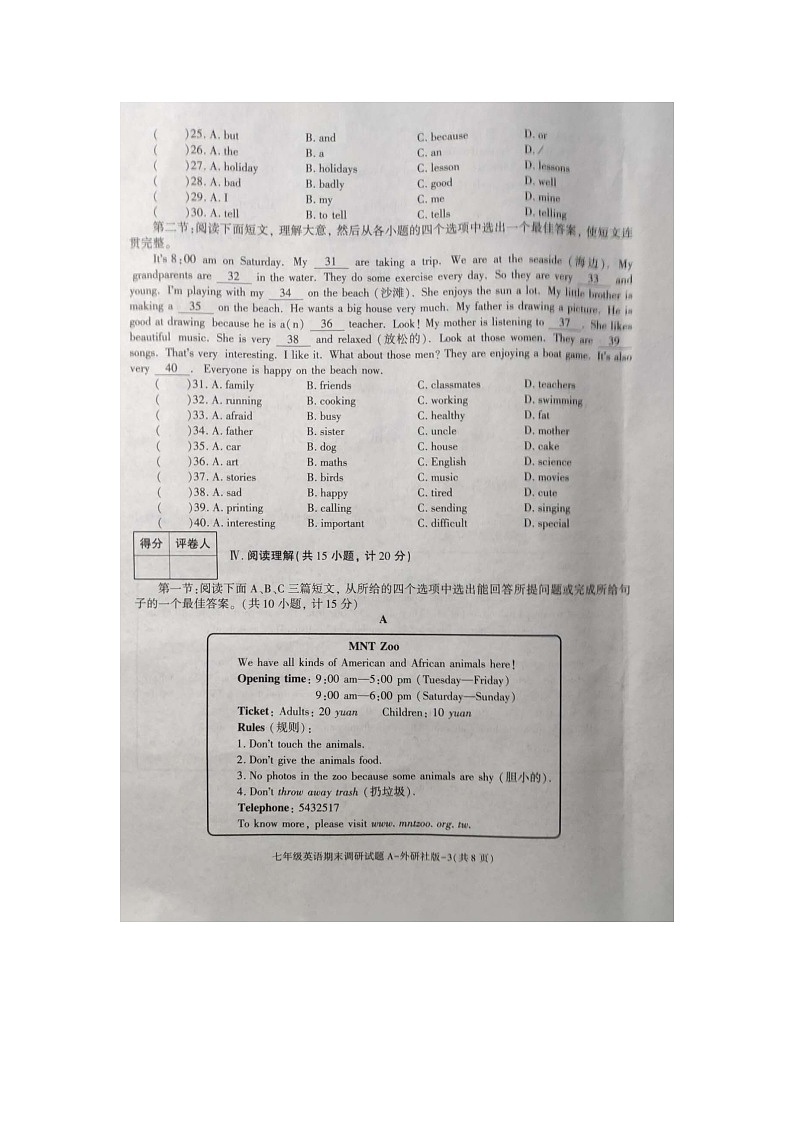 ( )25. A. but B. and C. because D. or
( )26. A. the B. a C. an D. /
( )27. A. holiday B. holidays C. lesson D. lessons
( )28. A. bad B. badly C. good D. well
( )29. A. I B. my C. me D. mine
( )30. A. tell B. to tell C. tells D. telling
第二节:阅读下面短文，理解大意，然后从各小题的四个选项中选出一个最佳答案，使短文连
贯完整。
It's 8:00 am on Saturday. My 31 are taking a trip. We are at the seaside (海边). My
grandparents are 32 in the water. They do some exercise every day. So they are very 33 and
young. I'm playing with my 34 on the beach (沙滩). She enjoys the sun a lot. My little brother is
making a 35 on the beach. He wants a big house very much. My father is drawing a picture. He is
good at drawing because he is a(n) 36 teacher. Look! My mother is listening to 37 . She likes
beautiful music. She is very 38 and relaxed (放松的). Look at those women. They are 39
songs. That's very interesting. I like it. What about those men? They are enjoying a boat game. It's also
very 40 . Everyone is happy on the beach now.
( )31. A. family B. friends C. classmates D. teachers
( )32. A. running B. cooking C. working D. swimming
( )33. A. afraid B. busy C. healthy D. fat
( )34. A. father B. sister C. uncle D. mother
( )35. A. car B. dog C. house D. cake
( )36. A. art B. maths C. English D. science
( )37. A. stories B. birds C. music D. movies
( )38. A. sad B. happy C. tired D. cute
( )39. A. printing B. calling C. sending D. singing
( )40. A. interesting B. important C. difficult D. special
得分 评卷人
Ⅳ. 阅读理解(共 15 小题，计 20 分)
第一节:阅读下面 A、B、C 三篇短文，从所给的四个选项中选出能回答所提问题或完成所给句
子的一个最佳答案。(共 10 小题，计 15 分)
A
MNT Zoo
We have all kinds of American and African animals here!
Opening time: 9:00 am—5:00 pm (Tuesday—Friday)
9:00 am—6:00 pm (Saturday—Sunday)
Ticket: Adults: 20 yuan Children: 10 yuan
Rules (规则):
1. Don't touch the animals.
2. Don't give the animals food.
3. No photos in the zoo because some animals are shy (胆小的).
4. Don't throw away trash (扔垃圾).
Telephone: 5432517
To know more, please visit www. mntzoo. org. tw.
七年级英语期末调研试题 A-外研社版-3(共 8 页)